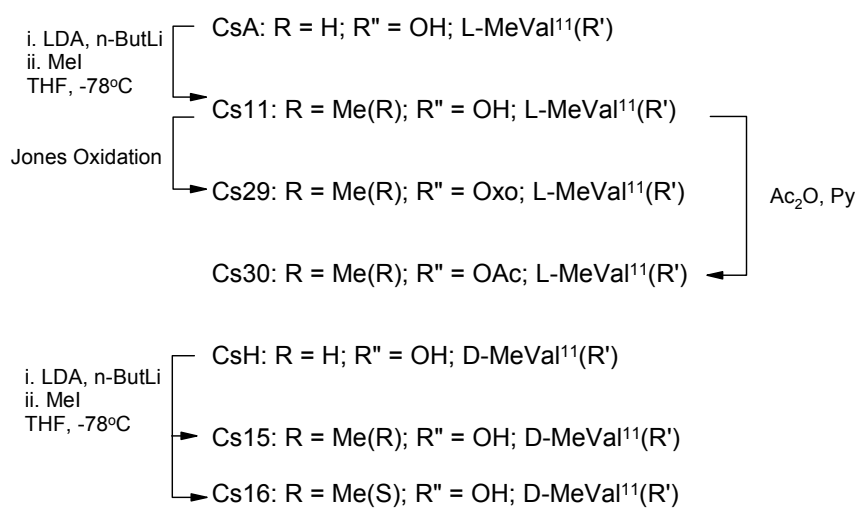 i. LDA, n-ButLi
ii. MeI
THF, -78°C
CsA: R = H; R" = OH; L-MeVal¹¹(R')
Cs11: R = Me(R); R" = OH; L-MeVal¹¹(R')
Jones Oxidation
Cs29: R = Me(R); R" = Oxo; L-MeVal¹¹(R')
Ac₂O, Py
Cs30: R = Me(R); R" = OAc; L-MeVal¹¹(R')
CsH: R = H; R" = OH; D-MeVal¹¹(R')
i. LDA, n-ButLi
ii. MeI
THF, -78°C
Cs15: R = Me(R); R" = OH; D-MeVal¹¹(R')
Cs16: R = Me(S); R" = OH; D-MeVal¹¹(R')